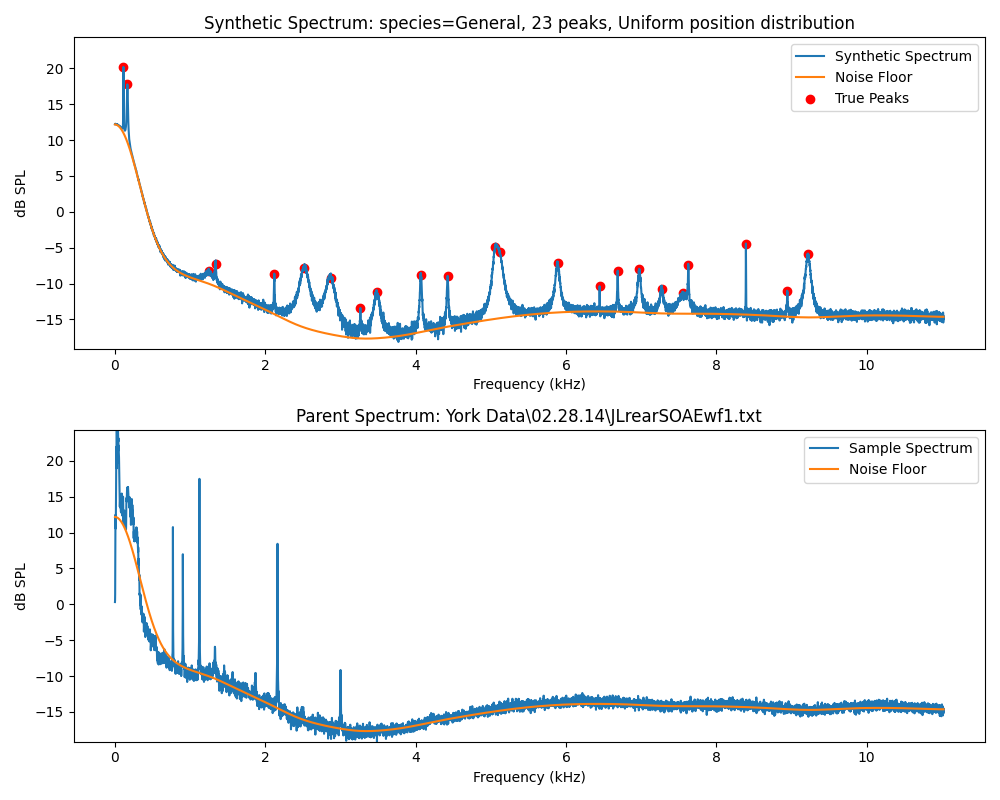 Synthetic Spectrum: species=General, 23 peaks, Uniform position distribution
dB SPL
20
15
10
5
0
−5
−10
−15
Synthetic Spectrum
Noise Floor
True Peaks
0 2 4 6 8 10
Frequency (kHz)
Parent Spectrum: York Data\02.28.14\JLrearSOAEwf1.txt
dB SPL
20
15
10
5
0
−5
−10
−15
Sample Spectrum
Noise Floor
0 2 4 6 8 10
Frequency (kHz)